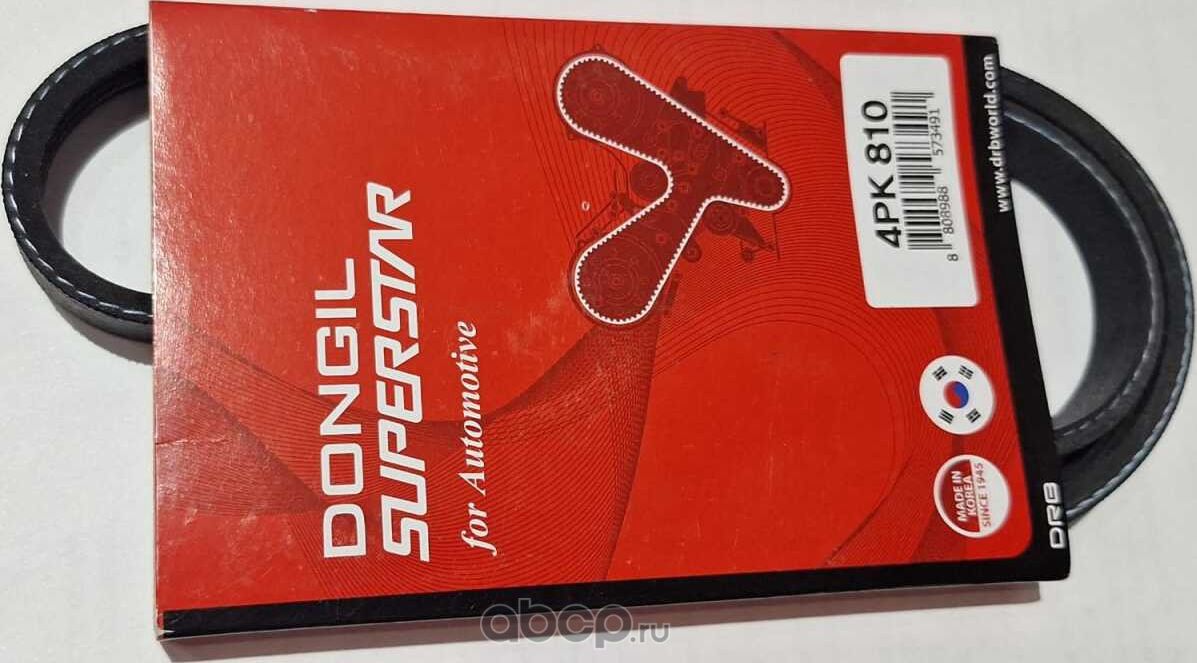 DONGIL
SUPERSTAR
for Automotive
4PK 810
8 808988 573491
www.drbworld.com
MADE IN
KOREA
SINCE 1945
DRB
abcp.ru